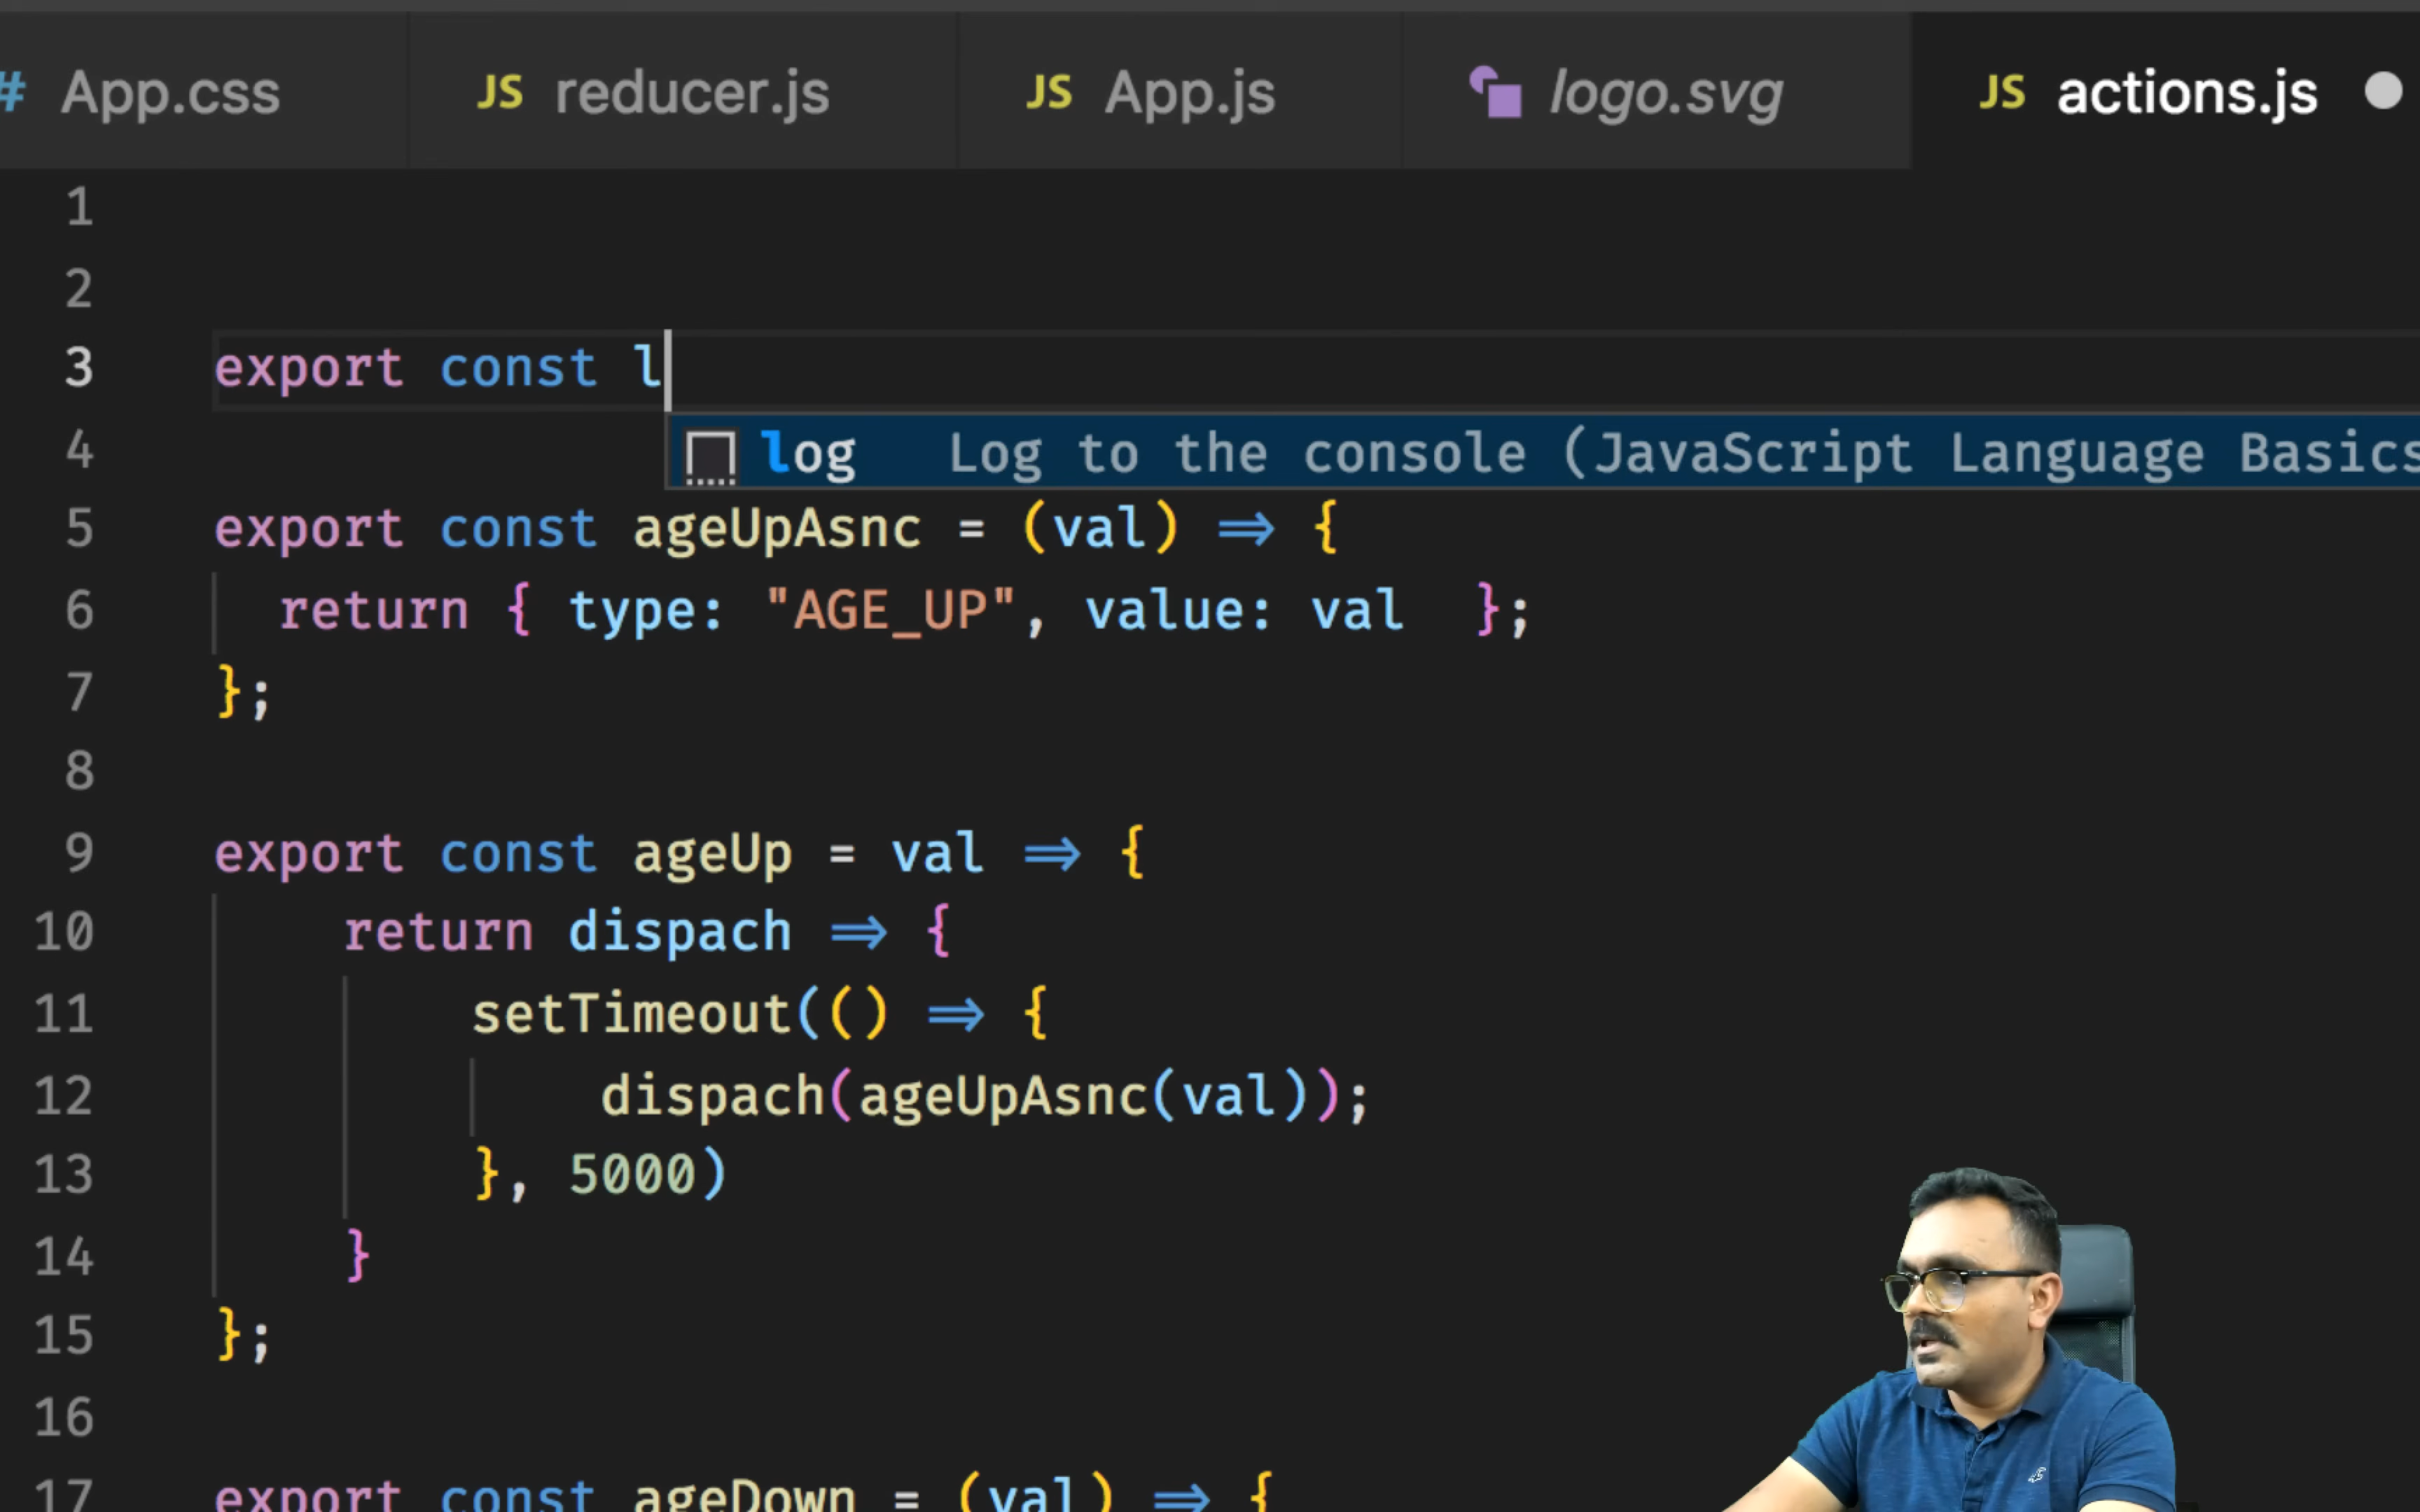 # App.css JS reducer.js JS App.js logo.svg JS actions.js
1
2
3 export const l
4 log Log to the console (JavaScript Language Basics
5 export const ageUpAsnc = (val) => {
6 return { type: "AGE_UP", value: val  };
7 };
8
9 export const ageUp = val => {
10 return dispach => {
11 setTimeout(() => {
12 dispach(ageUpAsnc(val));
13 }, 5000)
14 }
15 };
16
17 export const ageDown = (val) => {